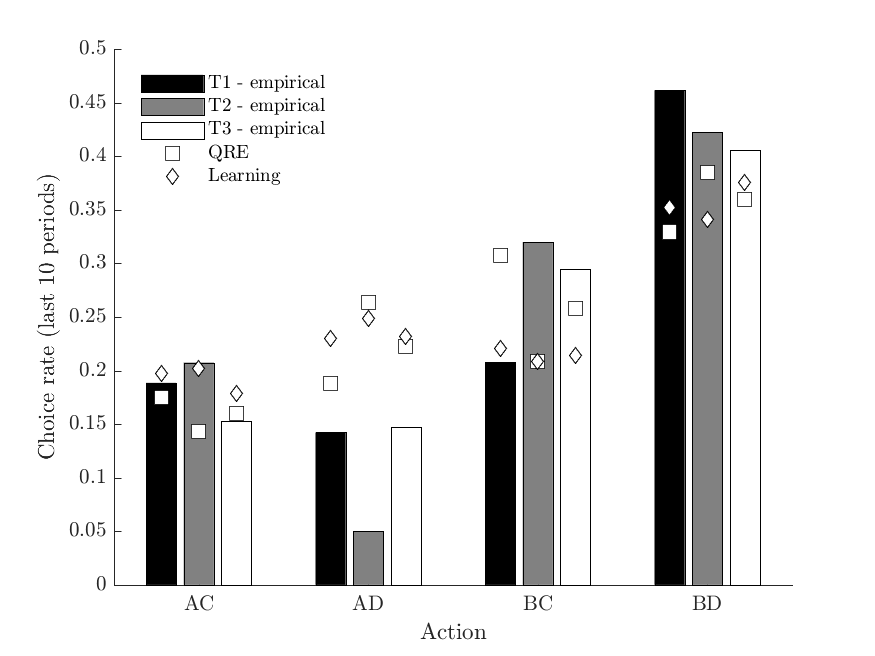 0.5
0.45
0.4
0.35
0.3
0.25
0.2
0.15
0.1
0.05
0
Choice rate (last 10 periods)
T1 - empirical
T2 - empirical
T3 - empirical
QRE
Learning
AC
AD
BC
BD
Action